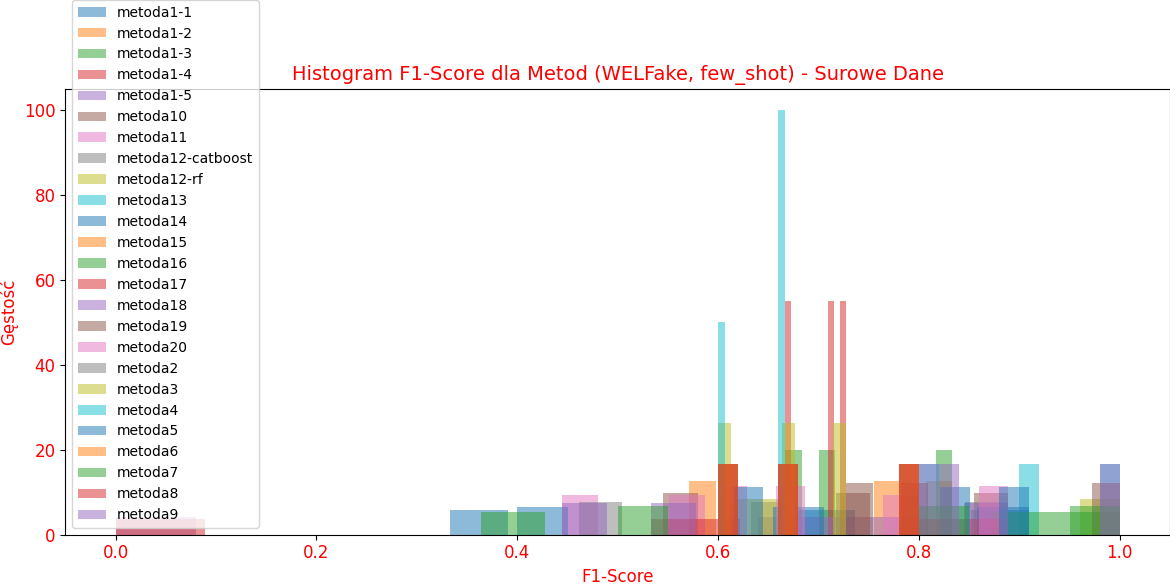 metoda1-1
metoda1-2
metoda1-3
metoda1-4
metoda1-5
metoda10
metoda11
metoda12-catboost
metoda12-rf
metoda13
metoda14
metoda15
metoda16
metoda17
metoda18
metoda19
metoda20
metoda2
metoda3
metoda4
metoda5
metoda6
metoda7
metoda8
metoda9
Histogram F1-Score dla Metod (WELFake, few_shot) - Surowe Dane
Gęstość
100
80
60
40
20
0
0.0 0.2 0.4 0.6 0.8 1.0
F1-Score